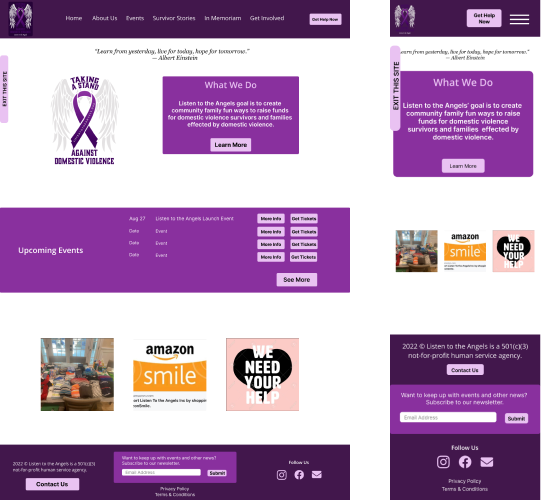 Home About Us Events Survivor Stories In Memoriam Get Involved Get Help Now
"Learn from yesterday, live for today, hope for tomorrow."
— Albert Einstein
EXIT THIS SITE
TAKING
A STAND
AGAINST
DOMESTIC VIOLENCE
What We Do
Listen to the Angels goal is to create
community family fun ways to raise funds
for domestic violence survivors and families
effected by domestic violence.
Learn More
Upcoming Events
Aug 27 Listen to the Angels Launch Event More Info Get Tickets
Date Event More Info Get Tickets
Date Event More Info Get Tickets
Date Event More Info Get Tickets
See More
amazon
smile
WE
NEED
YOUR
HELP
2022 © Listen to the Angels is a 501(c)(3)
not-for-profit human service agency.
Contact Us
Want to keep up with events and other news?
Subscribe to our newsletter.
Email Address
Submit
Privacy Policy
Terms & Conditions
Follow Us
Get Help
Now
from yesterday, live for today, hope for tomorrow."
— Albert Einstein
EXIT THIS SITE
What We Do
Listen to the Angels' goal is to create
community family fun ways to raise
funds for domestic violence
survivors and families effected by
domestic violence.
Learn More
amazon
smile
WE
NEED
YOUR
HELP
2022 © Listen to the Angels is a 501(c)(3)
not-for-profit human service agency.
Contact Us
Want to keep up with events and other news?
Subscribe to our newsletter.
Email Address
Submit
Follow Us
Privacy Policy
Terms & Conditions